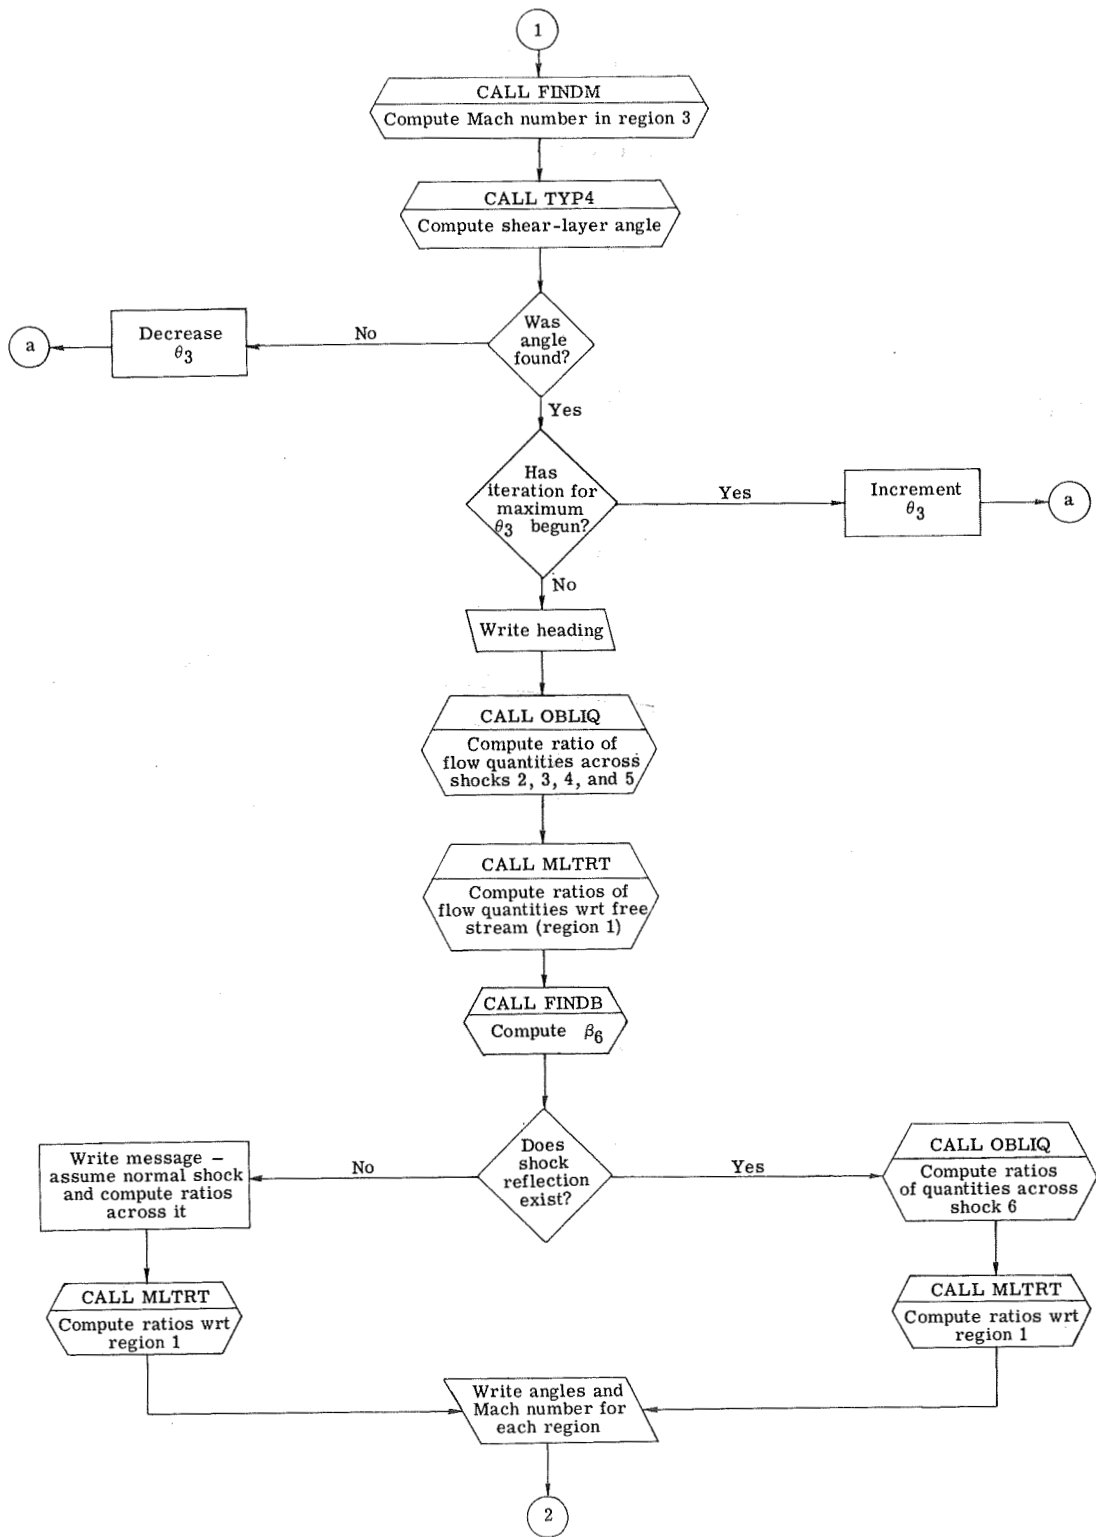 1
CALL FINDM
Compute Mach number in region 3
CALL TYP4
Compute shear-layer angle
Was
angle
found?
No
Decrease
θ3
a
Yes
Has
iteration for
maximum
θ3 begun?
Yes
Increment
θ3
a
No
Write heading
CALL OBLIQ
Compute ratio of
flow quantities across
shocks 2, 3, 4, and 5
CALL MLTRT
Compute ratios of
flow quantities wrt free
stream (region 1)
CALL FINDB
Compute β6
Does
shock
reflection
exist?
No
Write message –
assume normal shock
and compute ratios
across it
CALL MLTRT
Compute ratios wrt
region 1
Yes
CALL OBLIQ
Compute ratios
of quantities across
shock 6
CALL MLTRT
Compute ratios wrt
region 1
Write angles and
Mach number for
each region
2